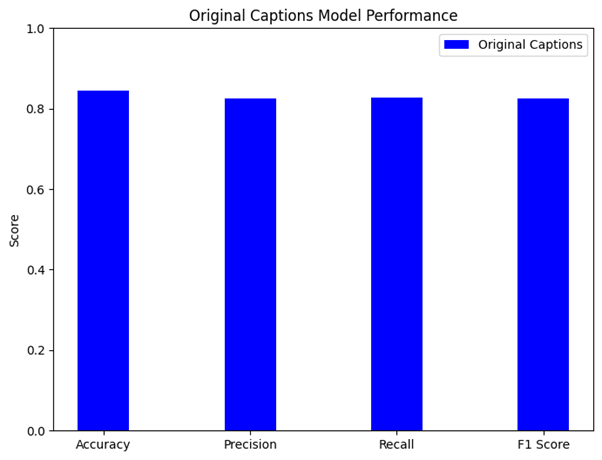 Original Captions Model Performance
Original Captions
1.0
0.8
0.6
0.4
0.2
0.0
Score
Accuracy Precision Recall F1 Score